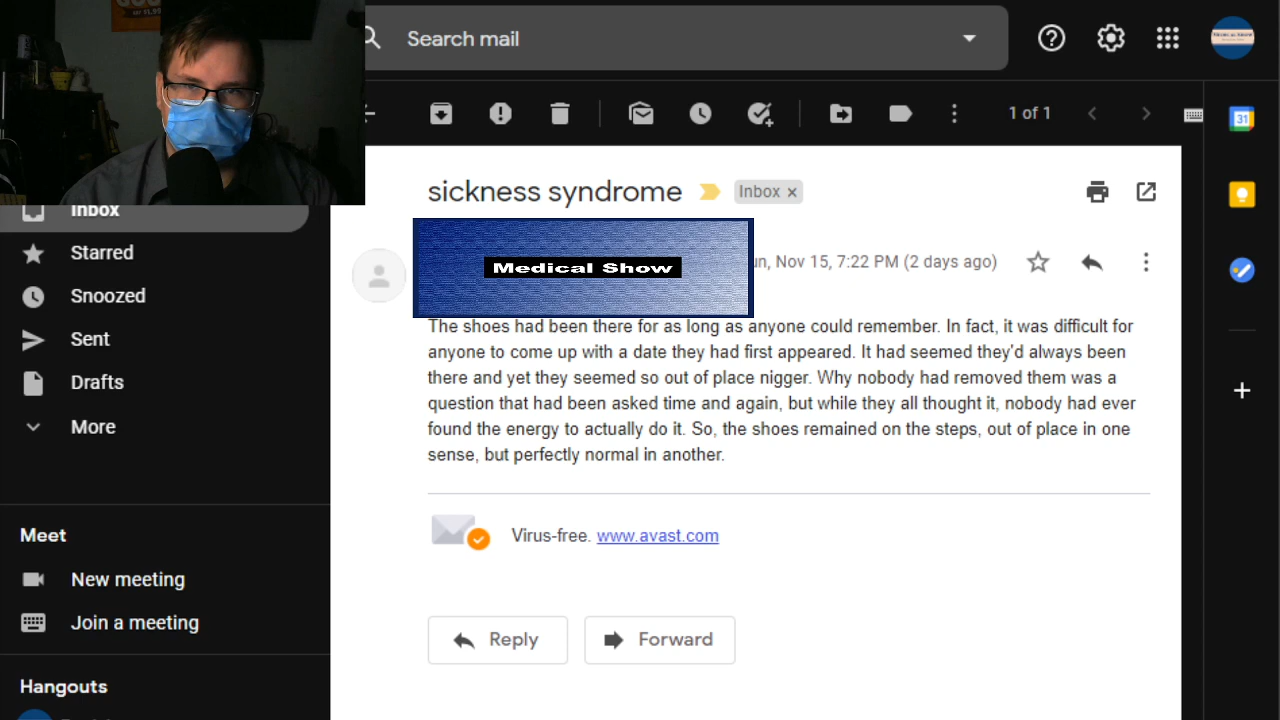 Search mail
1 of 1
sickness syndrome
Inbox x
Medical Show
un, Nov 15, 7:22 PM (2 days ago)
The shoes had been there for as long as anyone could remember. In fact, it was difficult for
anyone to come up with a date they had first appeared. It had seemed they'd always been
there and yet they seemed so out of place nigger. Why nobody had removed them was a
question that had been asked time and again, but while they all thought it, nobody had ever
found the energy to actually do it. So, the shoes remained on the steps, out of place in one
sense, but perfectly normal in another.
Virus-free. www.avast.com
Reply
Forward
Inbox
Starred
Snoozed
Sent
Drafts
More
Meet
New meeting
Join a meeting
Hangouts
31